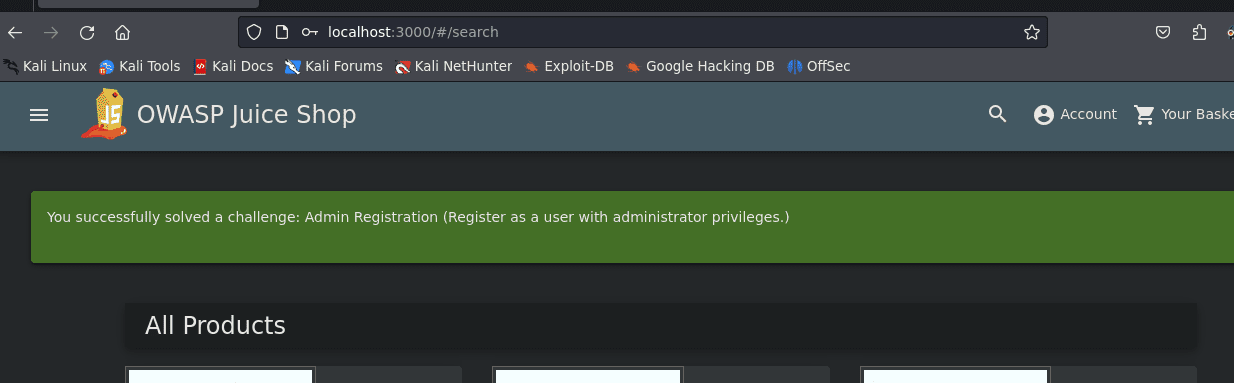 localhost:3000/#/search
Kali Linux Kali Tools Kali Docs Kali Forums Kali NetHunter Exploit-DB Google Hacking DB OffSec
JS OWASP Juice Shop Account Your Baske
You successfully solved a challenge: Admin Registration (Register as a user with administrator privileges.)
All Products